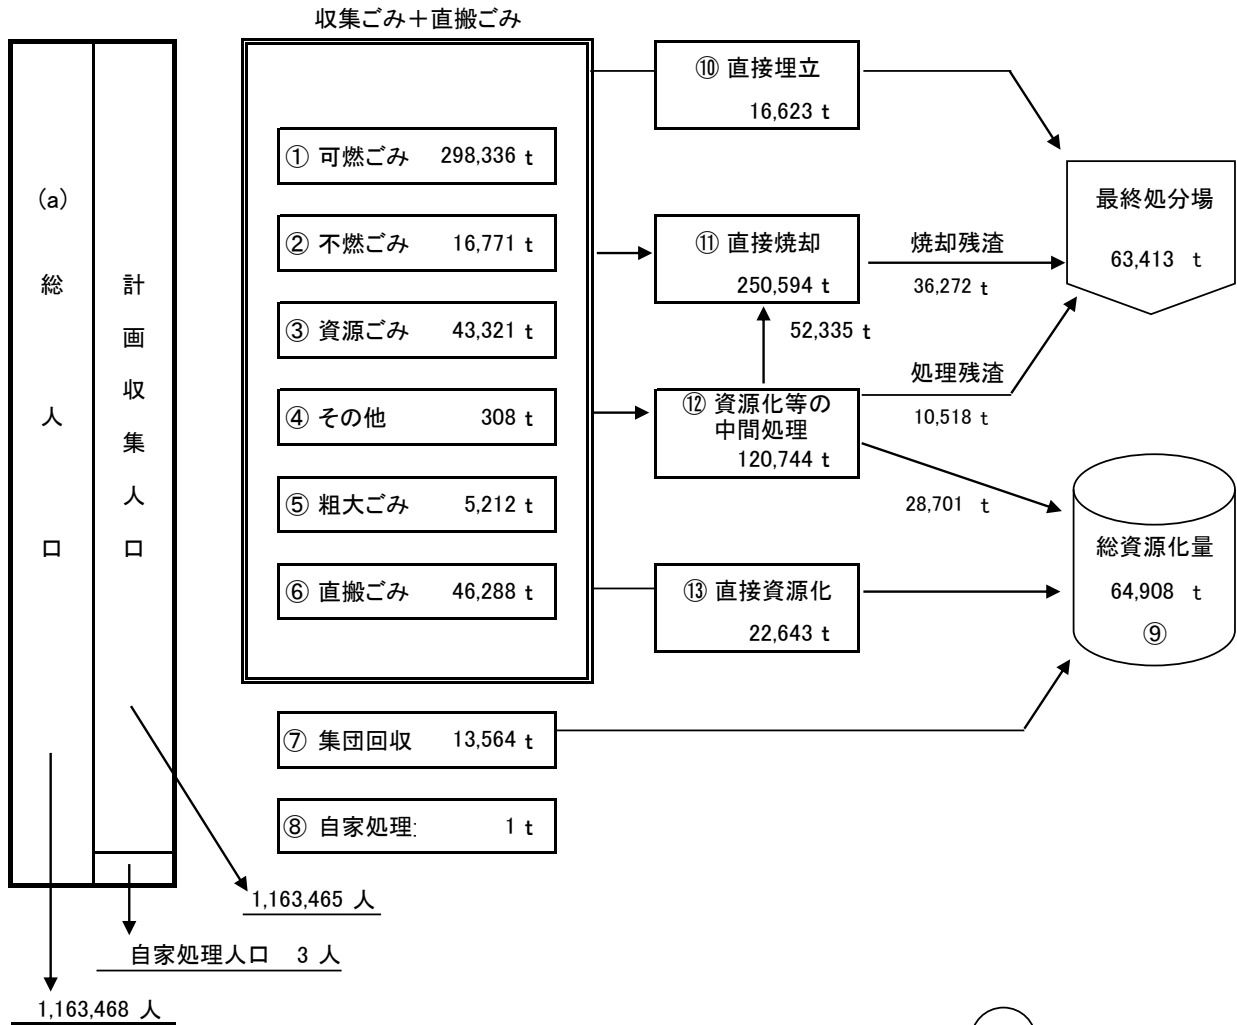 収集ごみ＋直搬ごみ
(a)
総人口
計画収集人口
① 可燃ごみ 298,336 t
② 不燃ごみ 16,771 t
③ 資源ごみ 43,321 t
④ その他 308 t
⑤ 粗大ごみ 5,212 t
⑥ 直搬ごみ 46,288 t
⑦ 集団回収 13,564 t
⑧ 自家処理 1 t
⑩ 直接埋立
16,623 t
⑪ 直接焼却
250,594 t
52,335 t
⑫ 資源化等の
中間処理
120,744 t
⑬ 直接資源化
22,643 t
焼却残渣
36,272 t
処理残渣
10,518 t
28,701 t
最終処分場
63,413 t
総資源化量
64,908 t
⑨
1,163,465 人
自家処理人口 3 人
1,163,468 人